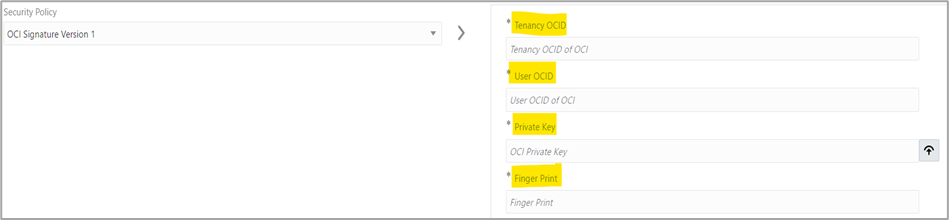 Security Policy
OCI Signature Version 1
* Tenancy OCID
Tenancy OCID of OCI
* User OCID
User OCID of OCI
* Private Key
OCI Private Key
* Finger Print
Finger Print